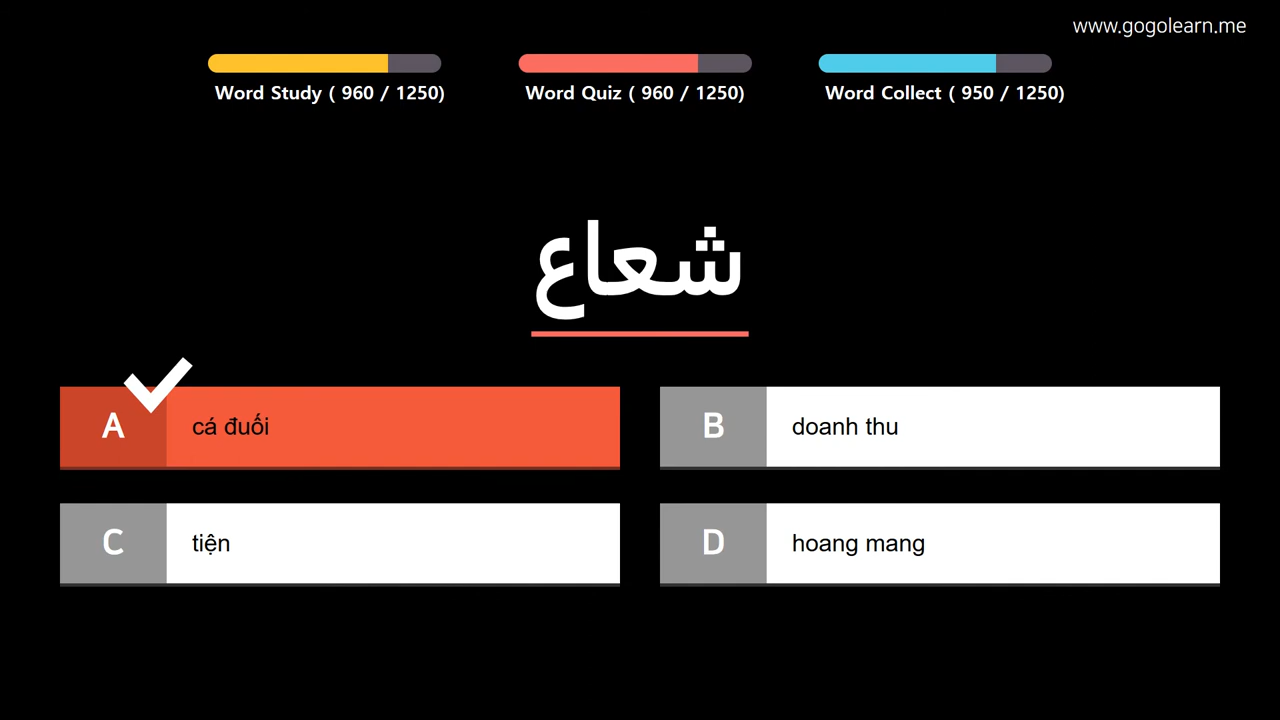 www.gogolearn.me
Word Study ( 960 / 1250)
Word Quiz ( 960 / 1250)
Word Collect ( 950 / 1250)
شعاع
A cá đuối
B doanh thu
C tiện
D hoang mang